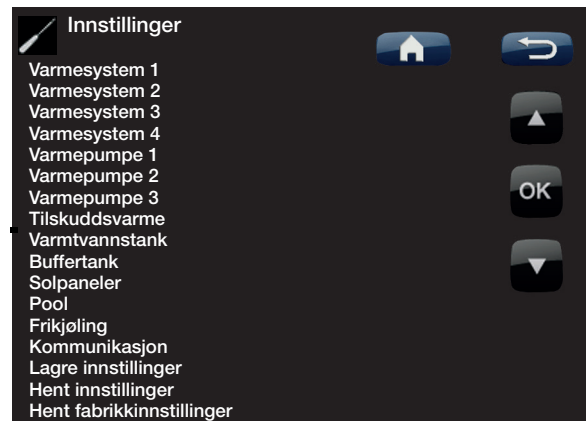 Innstillinger
Varmesystem 1
Varmesystem 2
Varmesystem 3
Varmesystem 4
Varmepumpe 1
Varmepumpe 2
Varmepumpe 3
Tilskuddsvarme
Varmtvannstank
Buffertank
Solpaneler
Pool
Frikjøling
Kommunikasjon
Lagre innstillinger
Hent innstillinger
Hent fabrikkinnstillinger
OK